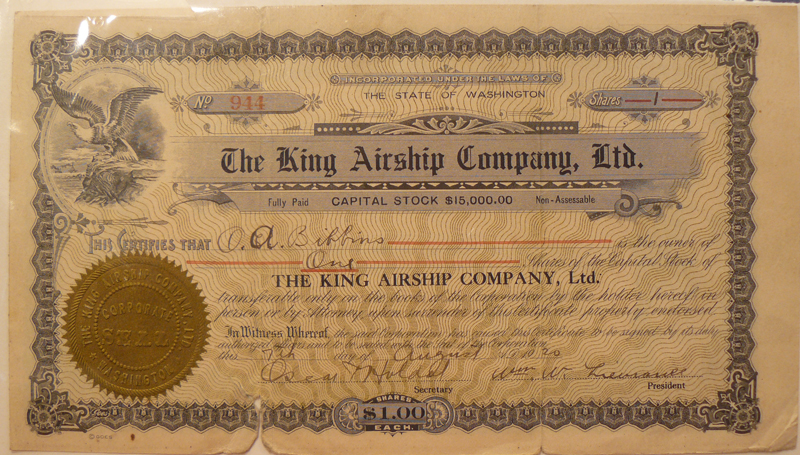 INCORPORATED UNDER THE LAWS OF
THE STATE OF WASHINGTON
No 944
Shares 1
The King Airship Company, Ltd.
Fully Paid CAPITAL STOCK $15,000.00 Non-Assessable
THIS CERTIFIES THAT O. A. Bibbins is the owner of
One Shares of the Capital Stock of
THE KING AIRSHIP COMPANY, Ltd.
transferable only on the book of the Corporation by the holder hereof in
person or by Attorney upon surrender of this certificate properly endorsed
In Witness Whereof the said Corporation has caused this Certificate to be signed by its duly
authorized officers and to be sealed with the Seal of the Corporation
this 7th day of August
Oscar Wm. W.
Secretary President
THE KING AIRSHIP COMPANY, LTD.
CORPORATE
SEAL
WASHINGTON
SHARES
$1.00
EACH.